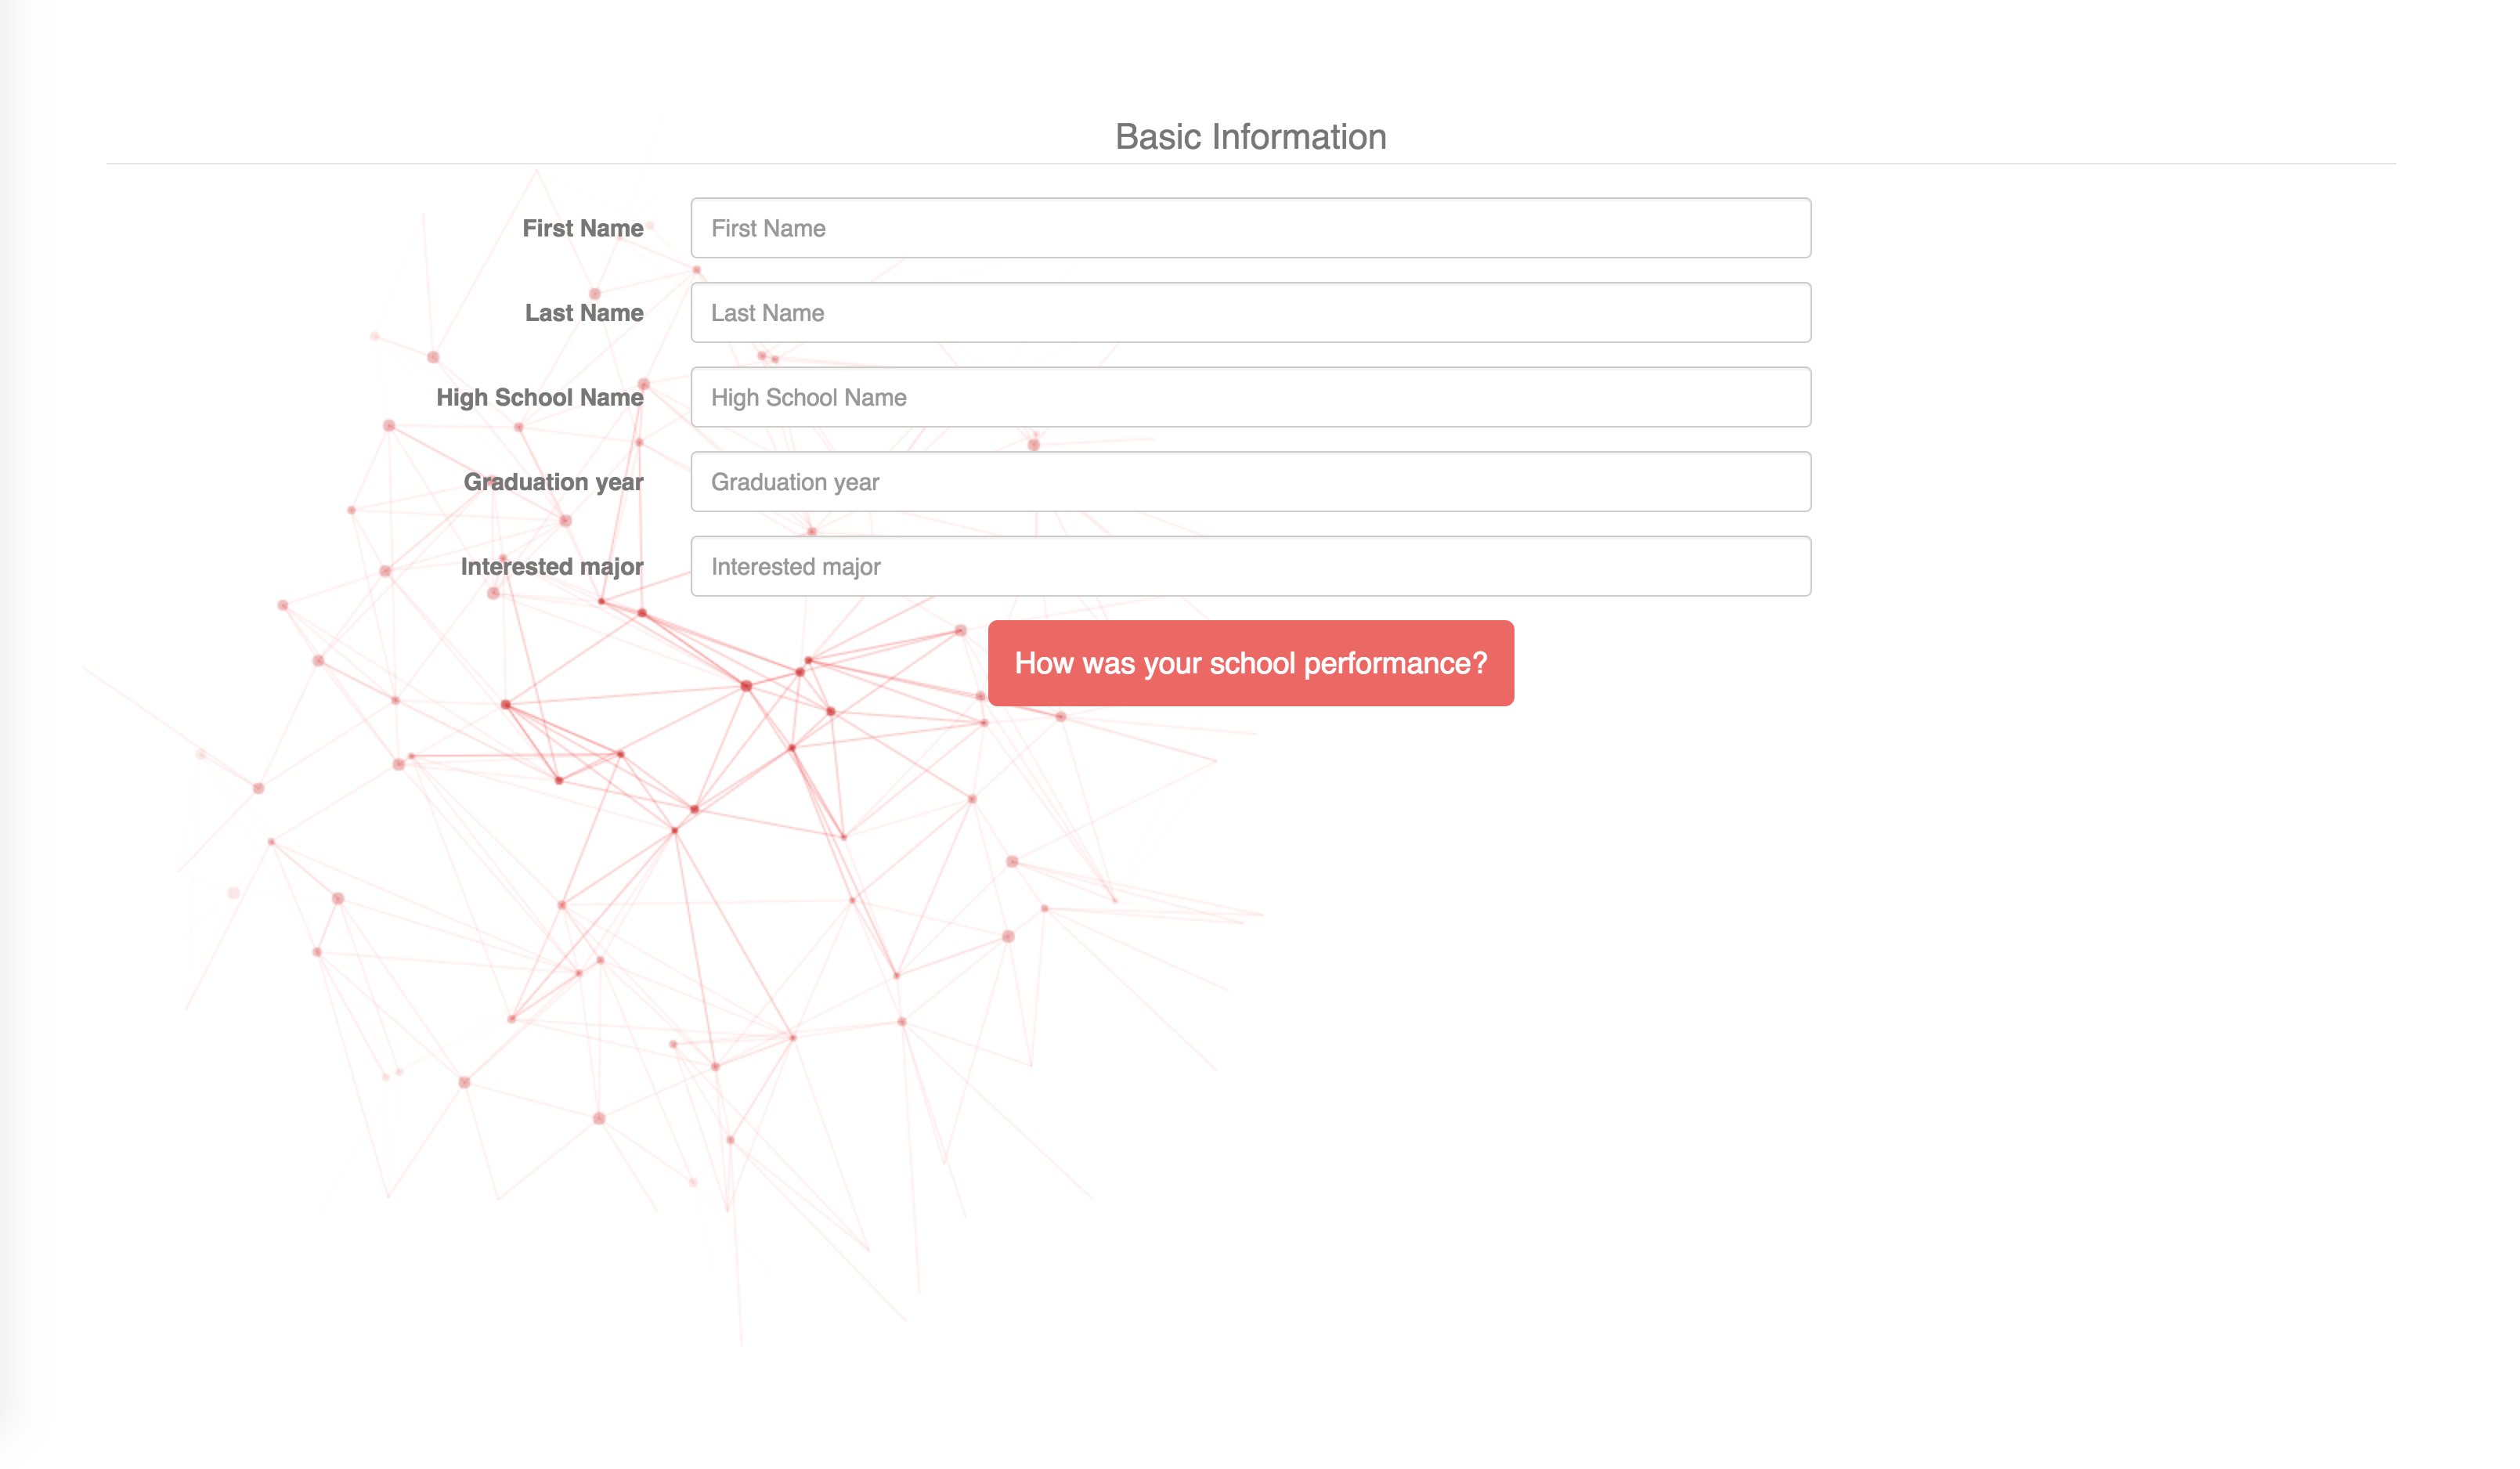 Basic Information
First Name First Name
Last Name Last Name
High School Name High School Name
Graduation year Graduation year
Interested major Interested major
How was your school performance?